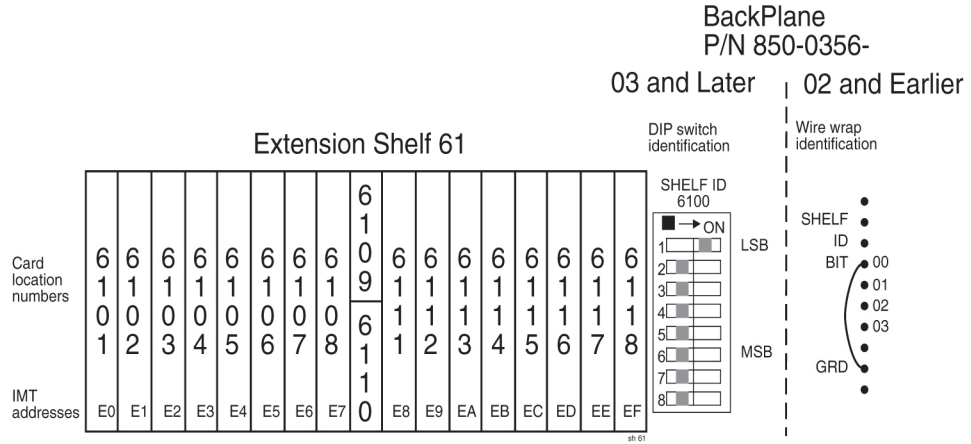 BackPlane
P/N 850-0356-
03 and Later
02 and Earlier
Extension Shelf 61
DIP switch
identification
Wire wrap
identification
Card
location
numbers
6101
6102
6103
6104
6105
6106
6107
6108
6109
6110
6111
6112
6113
6114
6115
6116
6117
6118
IMT
addresses
E0 E1 E2 E3 E4 E5 E6 E7 E8 E9 EA EB EC ED EE EF
SHELF ID
6100
ON
1
2
3
4
5
6
7
8
LSB
MSB
SHELF
ID
BIT 00
01
02
03
GRD
sh 61